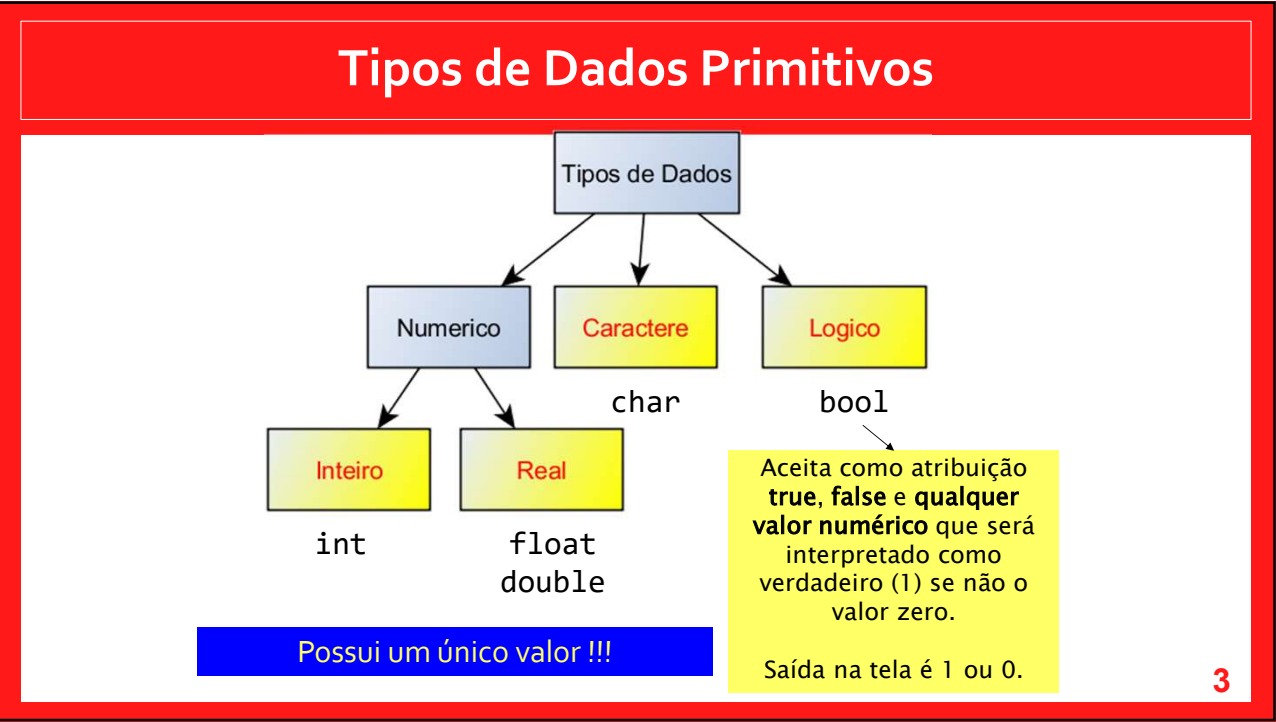 Tipos de Dados Primitivos
Tipos de Dados
Numerico
Caractere
Logico
char
bool
Inteiro
Real
int
float
double
Aceita como atribuição
true, false e qualquer
valor numérico que será
interpretado como
verdadeiro (1) se não o
valor zero.
Saída na tela é 1 ou 0.
Possui um único valor !!!
3